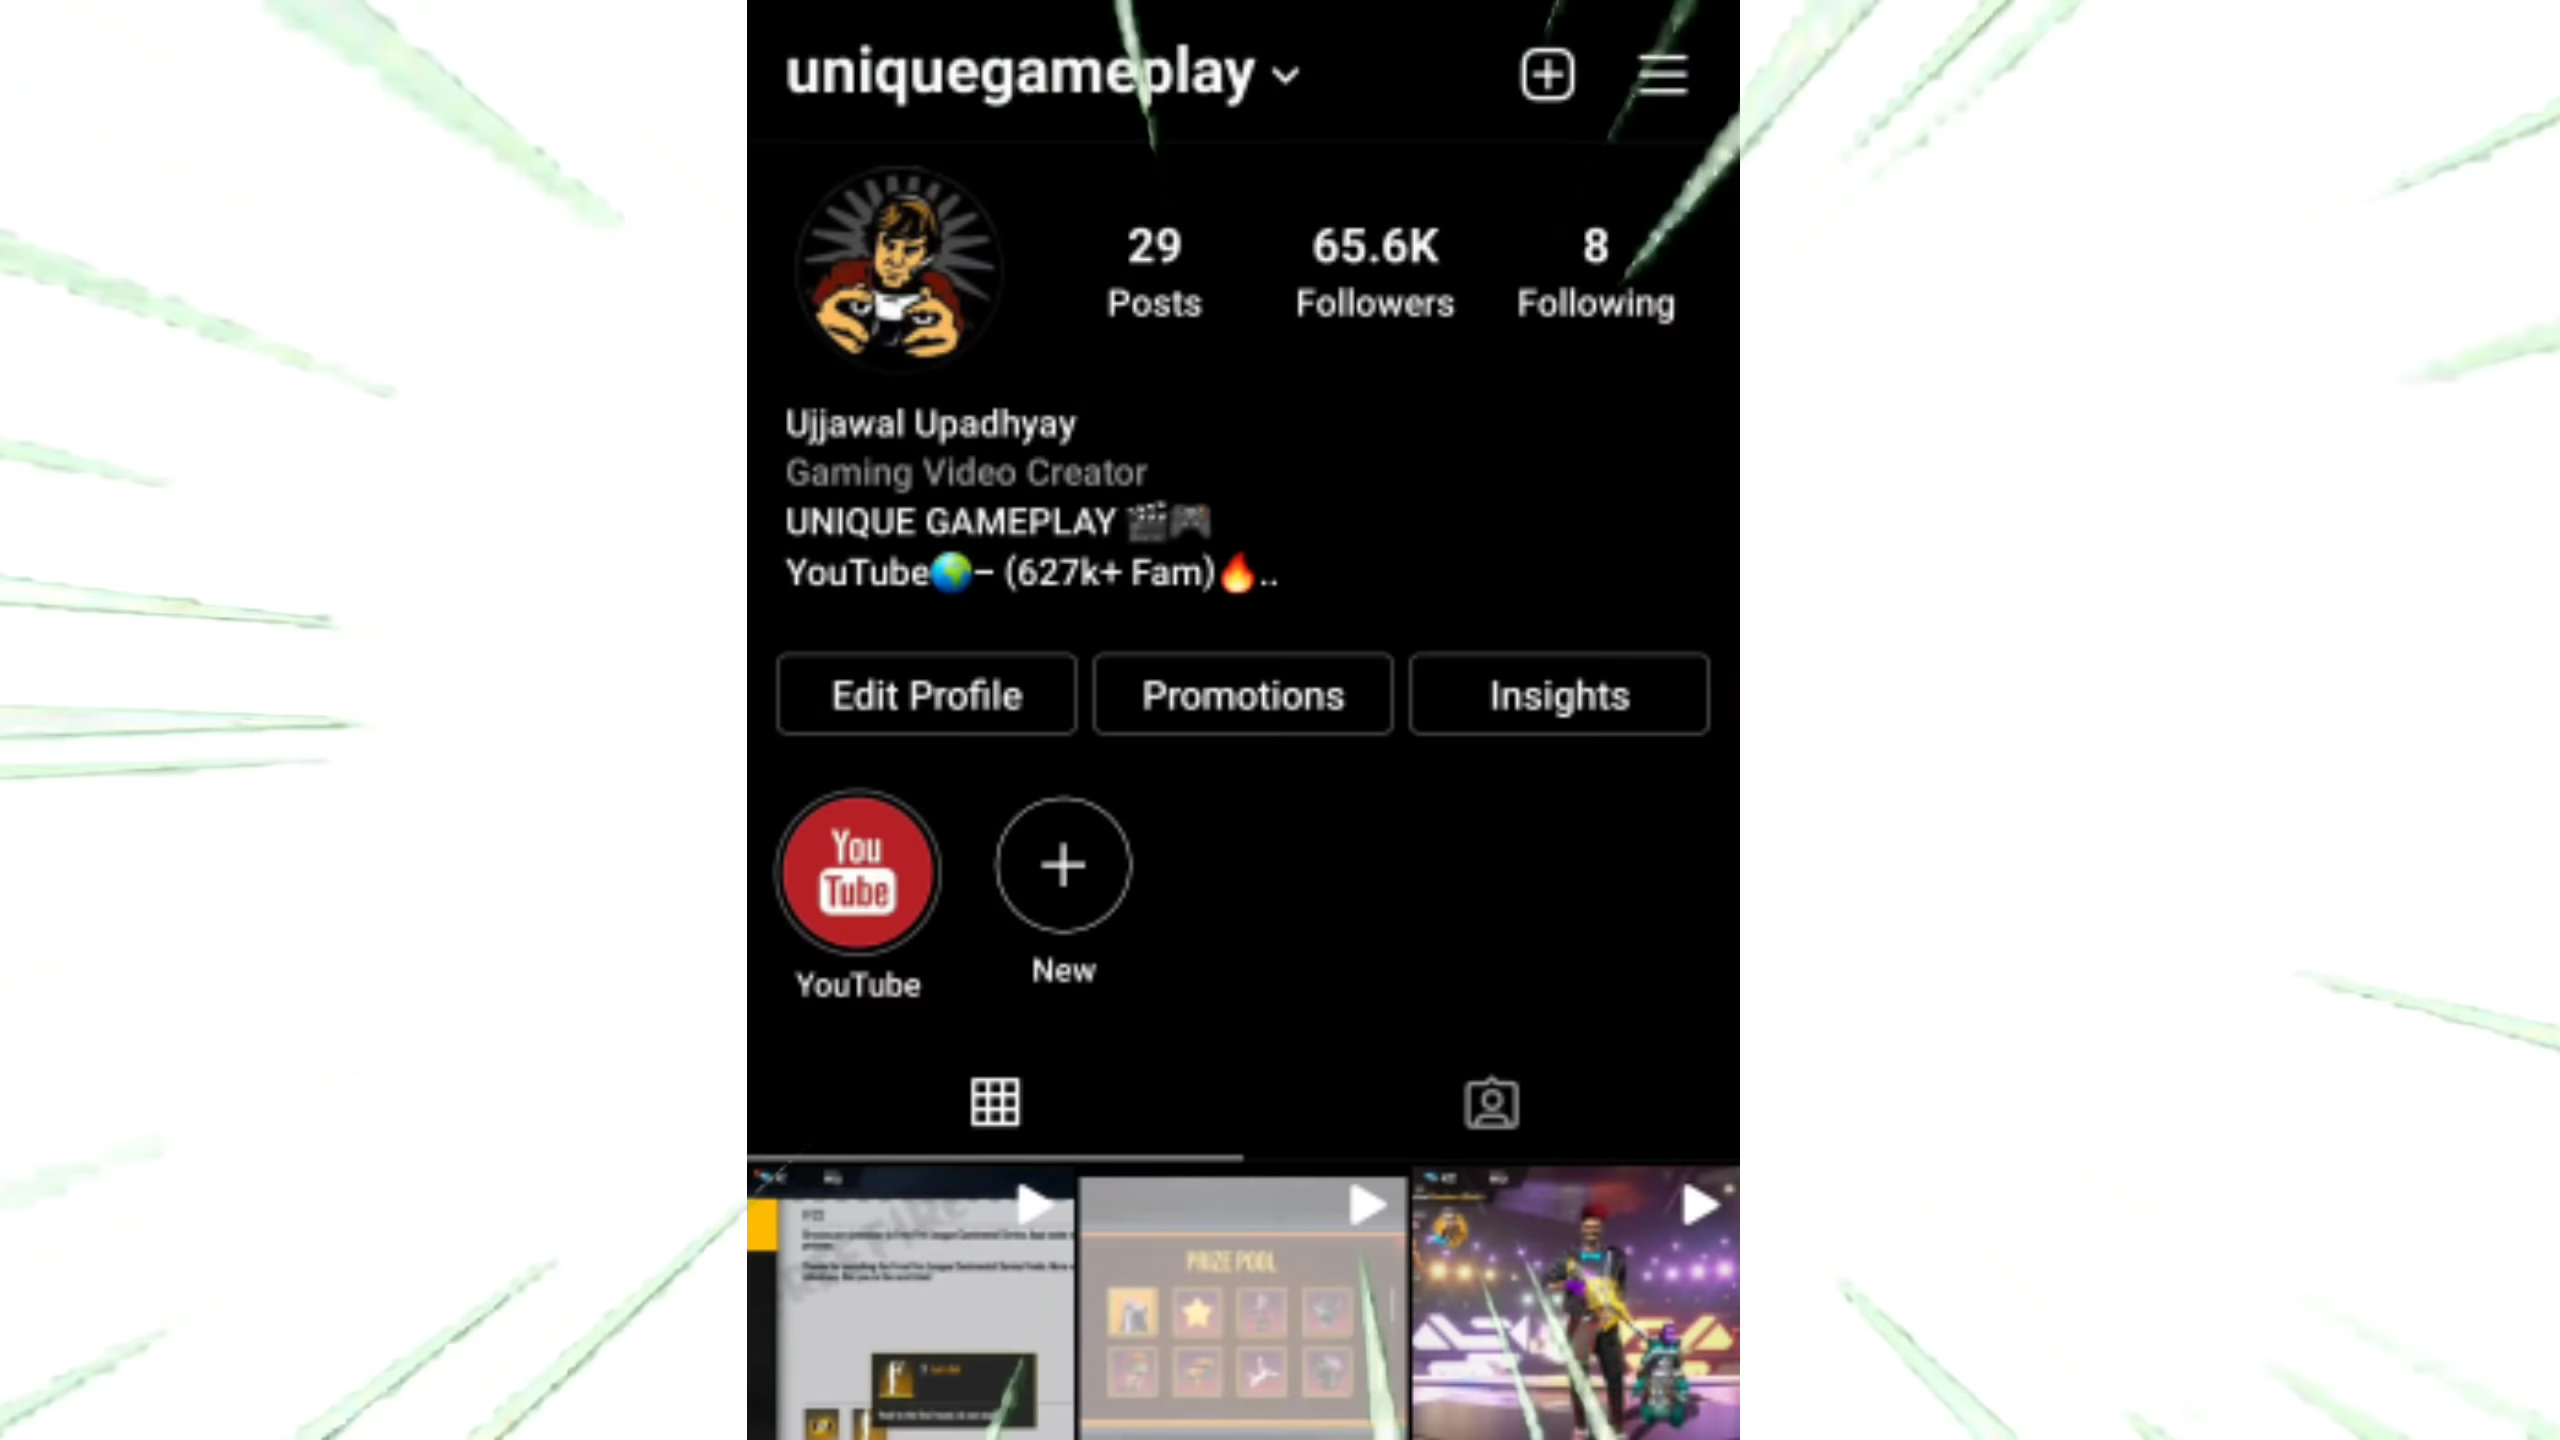 uniquegameplay
29
Posts
65.6K
Followers
8
Following
Ujjawal Upadhyay
Gaming Video Creator
UNIQUE GAMEPLAY 🎬🎮
YouTube🌍– (627k+ Fam)🔥..
Edit Profile
Promotions
Insights
You
Tube
YouTube
New
PRIZE POOL